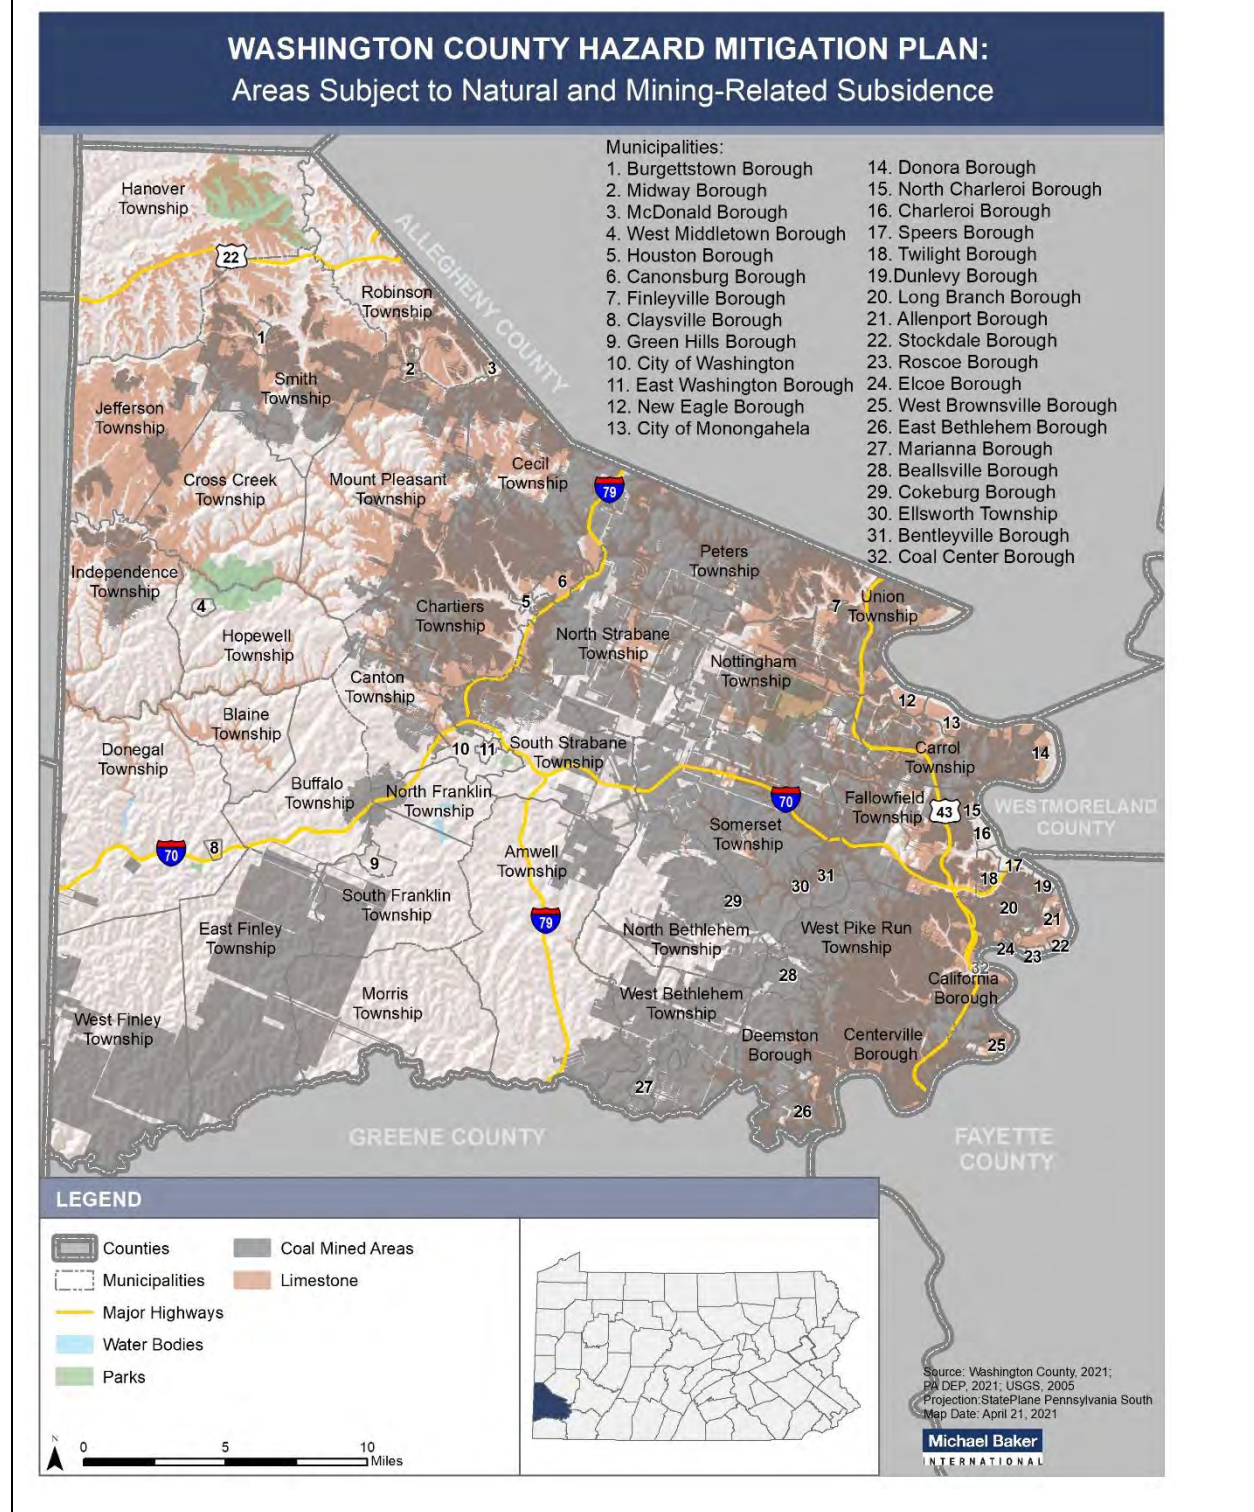 WASHINGTON COUNTY HAZARD MITIGATION PLAN:
Areas Subject to Natural and Mining-Related Subsidence
Municipalities:
1. Burgettstown Borough
2. Midway Borough
3. McDonald Borough
4. West Middletown Borough
5. Houston Borough
6. Canonsburg Borough
7. Finleyville Borough
8. Claysville Borough
9. Green Hills Borough
10. City of Washington
11. East Washington Borough
12. New Eagle Borough
13. City of Monongahela
14. Donora Borough
15. North Charleroi Borough
16. Charleroi Borough
17. Speers Borough
18. Twilight Borough
19.Dunlevy Borough
20. Long Branch Borough
21. Allenport Borough
22. Stockdale Borough
23. Roscoe Borough
24. Elcoe Borough
25. West Brownsville Borough
26. East Bethlehem Borough
27. Marianna Borough
28. Beallsville Borough
29. Cokeburg Borough
30. Ellsworth Township
31. Bentleyville Borough
32. Coal Center Borough
Hanover
Township
22
ALLEGHENY COUNTY
Robinson
Township
1
2
3
Smith
Township
Jefferson
Township
Cross Creek
Township
Mount Pleasant
Township
Cecil
Township
79
Peters
Township
Independence
Township
4
Chartiers
Township
5
6
7
Union
Township
Hopewell
Township
North Strabane
Township
Nottingham
Township
Canton
Township
12
13
14
Blaine
Township
Donegal
Township
10
11
South Strabane
Township
Carrol
Township
Buffalo
Township
North Franklin
Township
70
Fallowfield
Township
43
15
16
WESTMORELAND
COUNTY
Somerset
Township
70
8
9
Amwell
Township
17
18
19
31
30
29
South Franklin
Township
20
21
79
East Finley
Township
North Bethlehem
Township
West Pike Run
Township
24
23
22
28
32
California
Borough
Morris
Township
West Bethlehem
Township
West Finley
Township
Deemston
Borough
Centerville
Borough
25
27
26
GREENE COUNTY
FAYETTE
COUNTY
LEGEND
Counties
Municipalities
Major Highways
Water Bodies
Parks
Coal Mined Areas
Limestone
N
0 5 10
Miles
Source: Washington County, 2021;
PA DEP, 2021; USGS, 2005
Projection:StatePlane Pennsylvania South
Map Date: April 21, 2021
Michael Baker
INTERNATIONAL